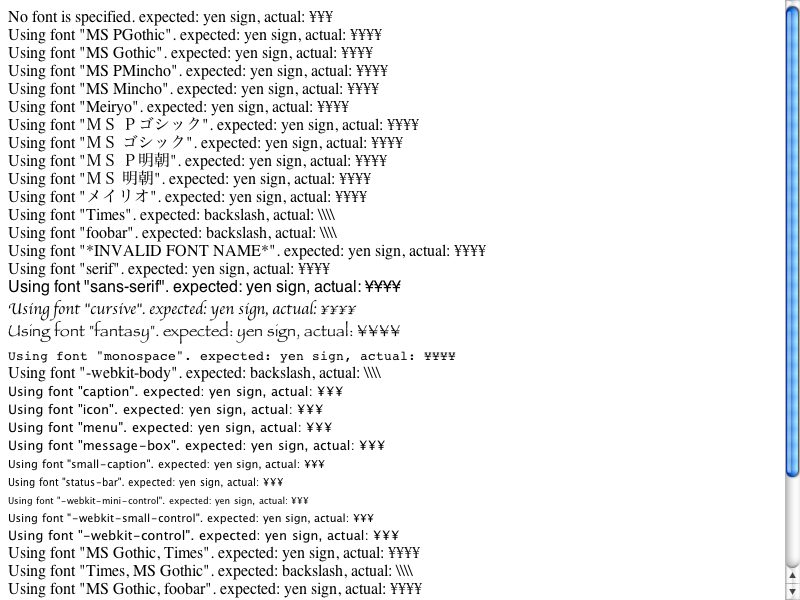 No font is specified. expected: yen sign, actual: ¥¥¥
Using font "MS PGothic". expected: yen sign, actual: ¥¥¥¥
Using font "MS Gothic". expected: yen sign, actual: ¥¥¥¥
Using font "MS PMincho". expected: yen sign, actual: ¥¥¥¥
Using font "MS Mincho". expected: yen sign, actual: ¥¥¥¥
Using font "Meiryo". expected: yen sign, actual: ¥¥¥¥
Using font "ＭＳ Ｐゴシック". expected: yen sign, actual: ¥¥¥¥
Using font "ＭＳ ゴシック". expected: yen sign, actual: ¥¥¥¥
Using font "ＭＳ Ｐ明朝". expected: yen sign, actual: ¥¥¥¥
Using font "ＭＳ 明朝". expected: yen sign, actual: ¥¥¥¥
Using font "メイリオ". expected: yen sign, actual: ¥¥¥¥
Using font "Times". expected: backslash, actual: \\\\
Using font "foobar". expected: backslash, actual: \\\\
Using font "*INVALID FONT NAME*". expected: yen sign, actual: ¥¥¥¥
Using font "serif". expected: yen sign, actual: ¥¥¥¥
Using font "sans-serif". expected: yen sign, actual: ¥¥¥¥
Using font "cursive". expected: yen sign, actual: ¥¥¥¥
Using font "fantasy". expected: yen sign, actual: ¥¥¥¥
Using font "monospace". expected: yen sign, actual: ¥¥¥¥
Using font "-webkit-body". expected: backslash, actual: \\\\
Using font "caption". expected: yen sign, actual: ¥¥¥
Using font "icon". expected: yen sign, actual: ¥¥¥
Using font "menu". expected: yen sign, actual: ¥¥¥
Using font "message-box". expected: yen sign, actual: ¥¥¥
Using font "small-caption". expected: yen sign, actual: ¥¥¥
Using font "status-bar". expected: yen sign, actual: ¥¥¥
Using font "-webkit-mini-control". expected: yen sign, actual: ¥¥¥
Using font "-webkit-small-control". expected: yen sign, actual: ¥¥¥
Using font "-webkit-control". expected: yen sign, actual: ¥¥¥
Using font "MS Gothic, Times". expected: yen sign, actual: ¥¥¥¥
Using font "Times, MS Gothic". expected: backslash, actual: \\\\
Using font "MS Gothic, foobar". expected: yen sign, actual: ¥¥¥¥